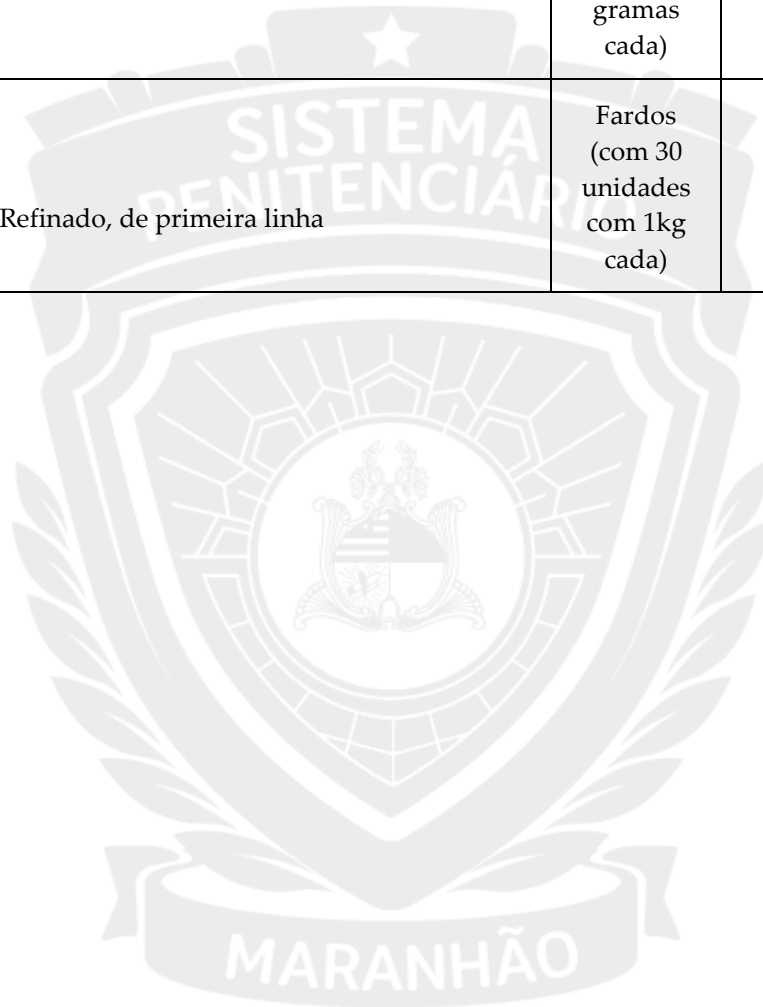 gramas
cada)
Refinado, de primeira linha
Fardos
(com 30
unidades
com 1kg
cada)
SISTEMA
PENITENCIÁRIO
MARANHÃO